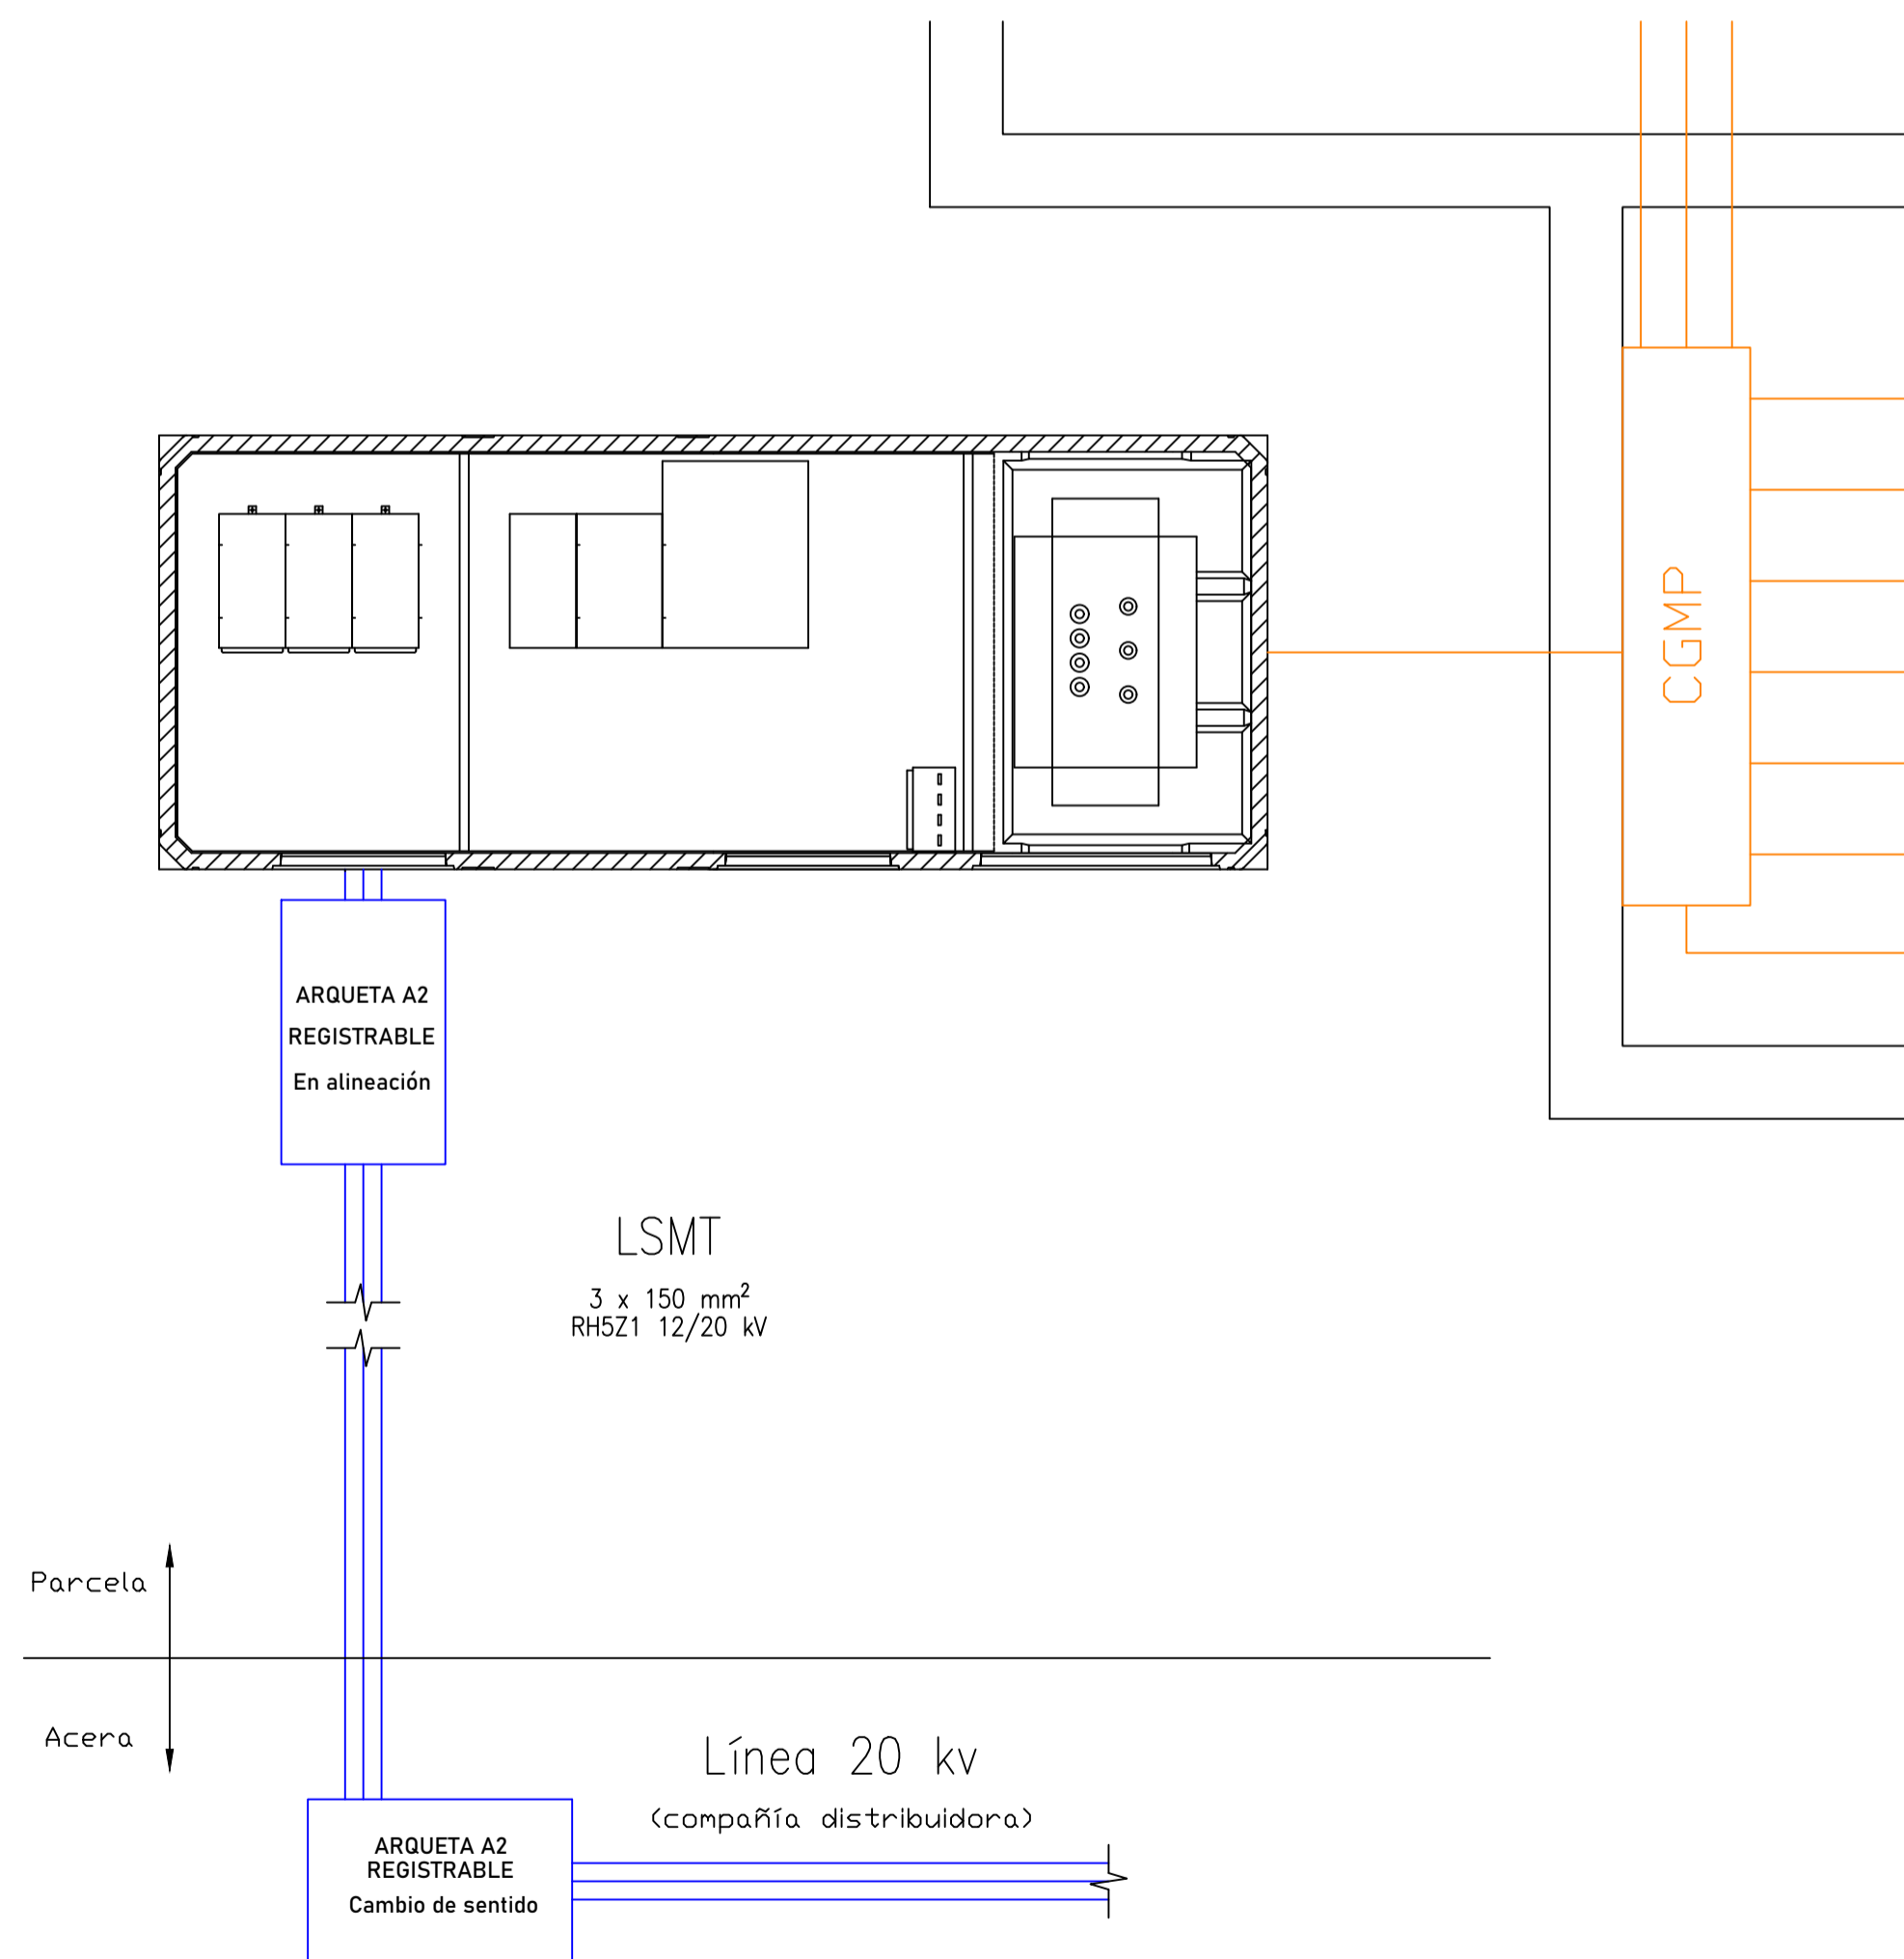 CGMP
ARQUETA A2
REGISTRABLE
En alineación
LSMT
3 x 150 mm²
RH5Z1 12/20 kV
Parcela
Acera
Línea 20 kv
(compañía distribuidora)
ARQUETA A2
REGISTRABLE
Cambio de sentido